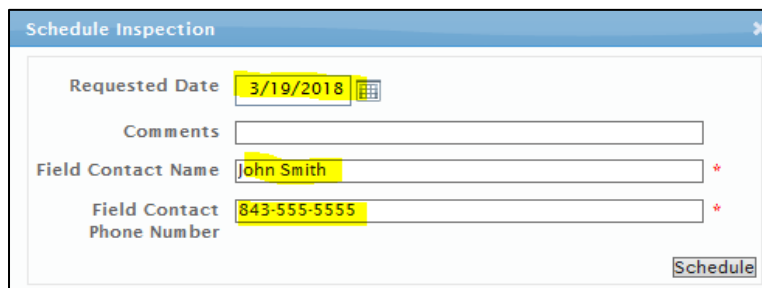 Schedule Inspection
Requested Date 3/19/2018
Comments
Field Contact Name John Smith *
Field Contact Phone Number 843-555-5555 *
Schedule